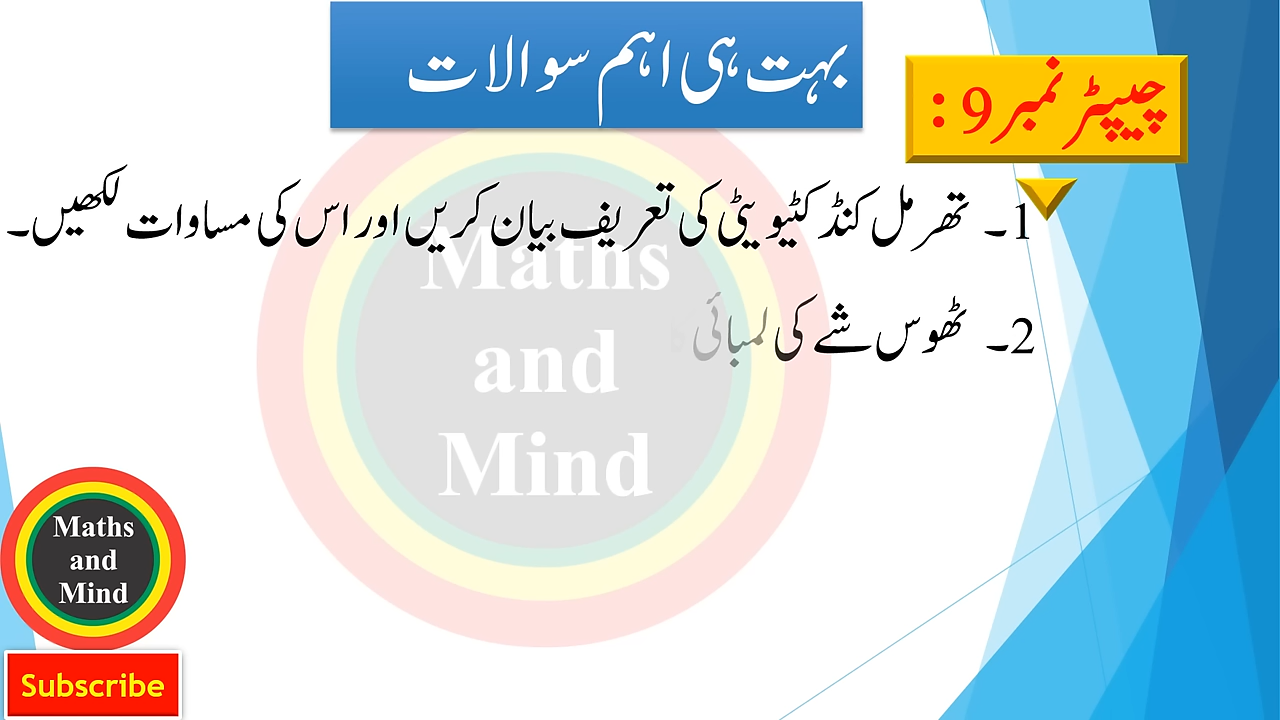 بہت ہی اہم سوالات
چیپٹر نمبر 9 :
1۔ تھرمل کنڈکٹیویٹی کی تعریف بیان کریں اور اس کی مساوات لکھیں۔
2۔ ٹھوس شے کی لمبائی
Maths
and
Mind
Maths
and
Mind
Subscribe